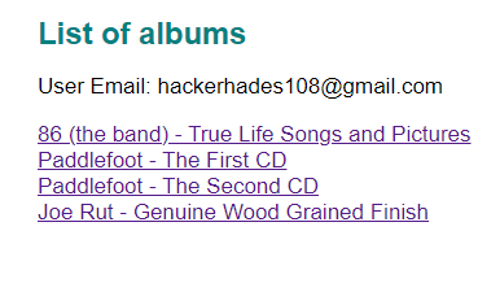 List of albums
User Email: hackerhades108@gmail.com
86 (the band) - True Life Songs and Pictures
Paddlefoot - The First CD
Paddlefoot - The Second CD
Joe Rut - Genuine Wood Grained Finish